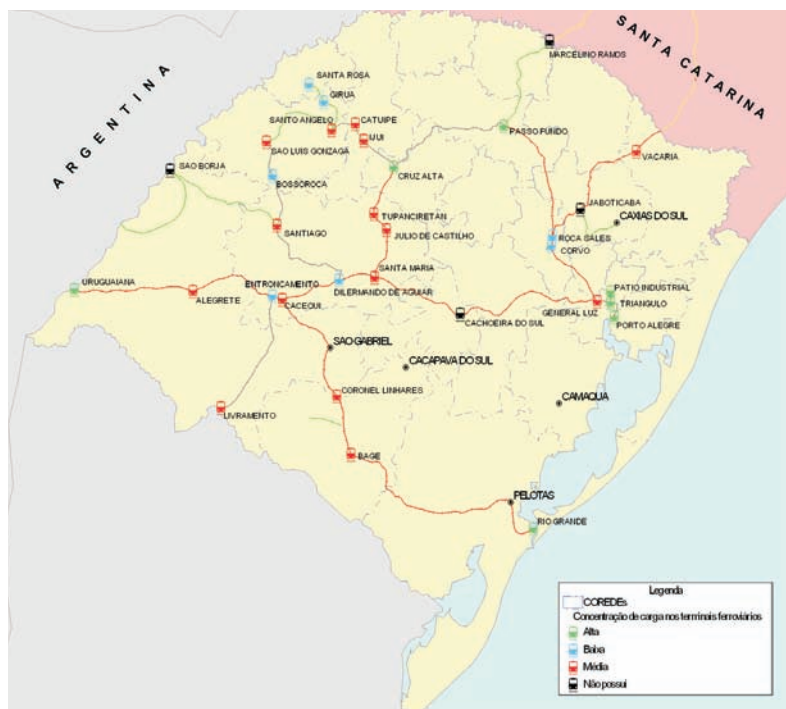 SANTA CATARINA
ARGENTINA
MARCELINO RAMOS
SANTA ROSA
GIRUA
SANTO ANGELO
CATUIPE
IJUI
PASSO FUNDO
SAO LUIS GONZAGA
VACARIA
SAO BORJA
CRUZ ALTA
BOSSOROCA
JABOTICABA
TUPANCIRETAN
CAXIAS DO SUL
SANTIAGO
JULIO DE CASTILHO
ROCA SALES
CORVO
SANTA MARIA
URUGUAIANA
ENTRONCAMENTO
DILERMANDO DE AGUIAR
PATIO INDUSTRIAL
ALEGRETE
CACEQUI
GENERAL LUZ
TRIANGULO
CACHOEIRA DO SUL
PORTO ALEGRE
SAO GABRIEL
CACAPAVA DO SUL
CORONEL LINHARES
CAMAQUA
LIVRAMENTO
BAGE
PELOTAS
RIO GRANDE
Legenda
COREDEs
Concentração de carga nos terminais ferroviários
Alta
Baixa
Média
Não possui